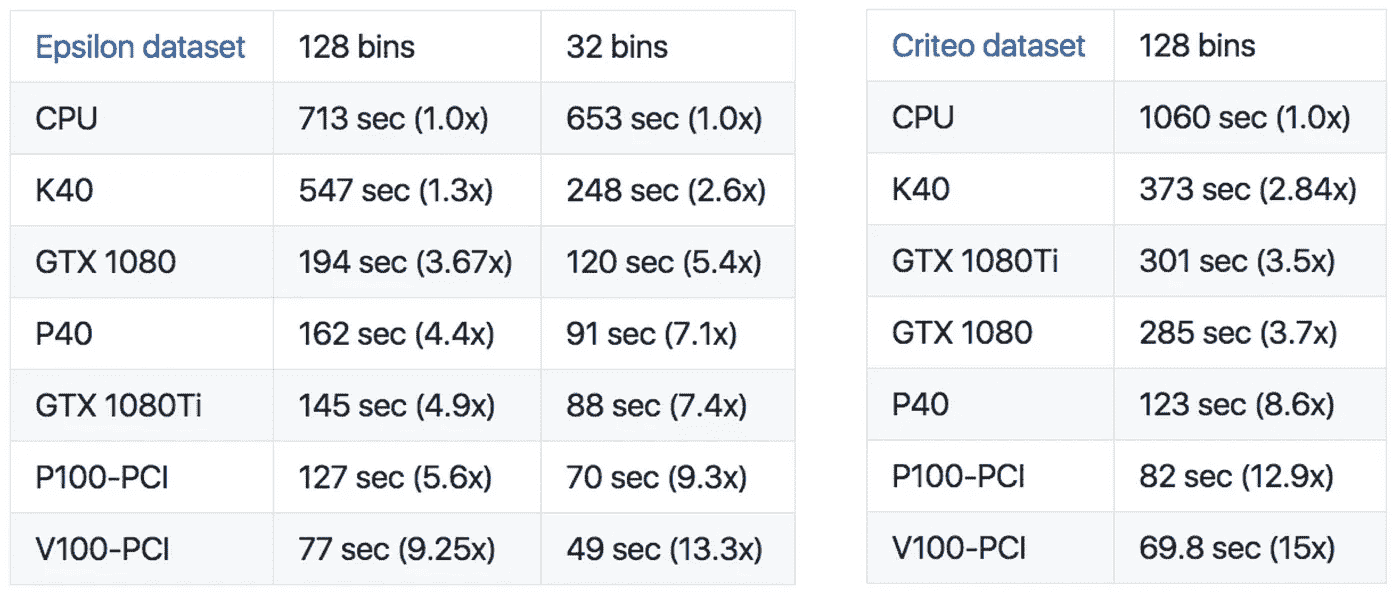 Epsilon dataset 128 bins 32 bins
CPU 713 sec (1.0x) 653 sec (1.0x)
K40 547 sec (1.3x) 248 sec (2.6x)
GTX 1080 194 sec (3.67x) 120 sec (5.4x)
P40 162 sec (4.4x) 91 sec (7.1x)
GTX 1080Ti 145 sec (4.9x) 88 sec (7.4x)
P100-PCI 127 sec (5.6x) 70 sec (9.3x)
V100-PCI 77 sec (9.25x) 49 sec (13.3x)
Criteo dataset 128 bins
CPU 1060 sec (1.0x)
K40 373 sec (2.84x)
GTX 1080Ti 301 sec (3.5x)
GTX 1080 285 sec (3.7x)
P40 123 sec (8.6x)
P100-PCI 82 sec (12.9x)
V100-PCI 69.8 sec (15x)